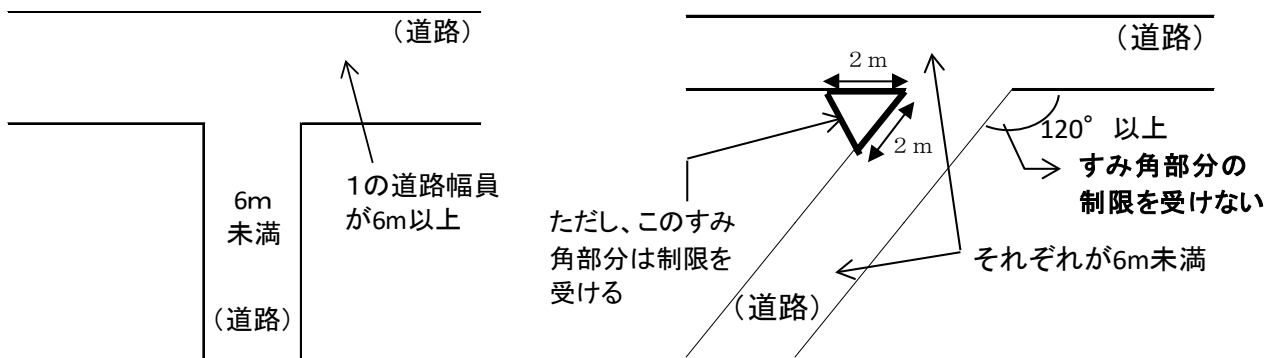 (道路)
6m
未満
1の道路幅員
が6m以上
(道路)
(道路)
2 m
2 m
120° 以上
すみ角部分の
制限を受けない
ただし、このすみ
角部分は制限を
受ける
それぞれが6m未満
(道路)